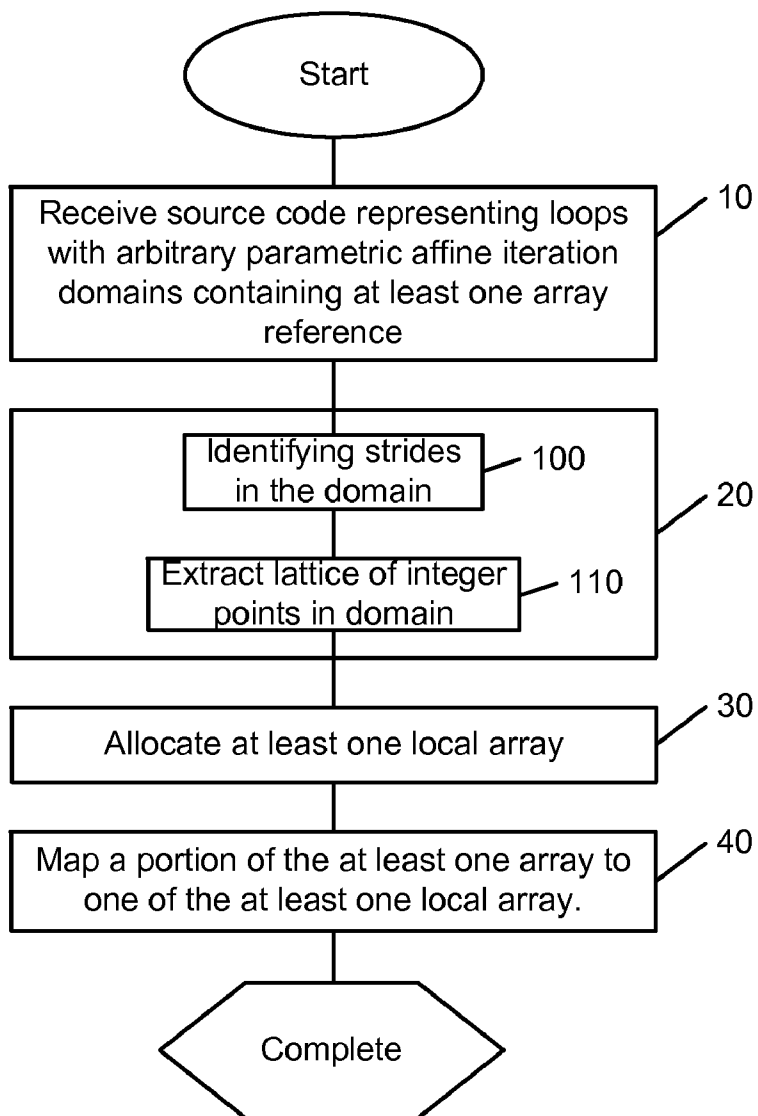 Start
10
Receive source code representing loops
with arbitrary parametric affine iteration
domains containing at least one array
reference
Identifying strides
in the domain
100
20
Extract lattice of integer
points in domain
110
30
Allocate at least one local array
40
Map a portion of the at least one array to
one of the at least one local array.
Complete